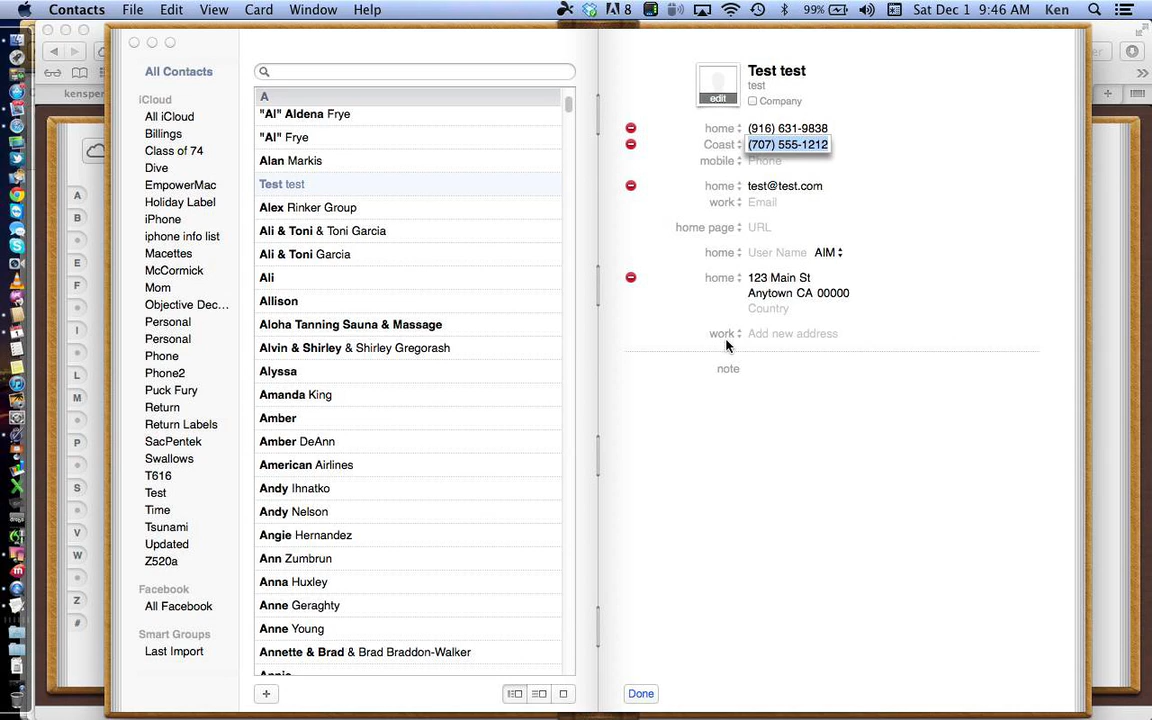 Contacts File Edit View Card Window Help
8 99% Sat Dec 1 9:46 AM Ken
kensper
All Contacts
iCloud
All iCloud
Billings
Class of 74
Dive
EmpowerMac
Holiday Label
iPhone
iphone info list
Macettes
McCormick
Mom
Objective Dec...
Personal
Personal
Phone
Phone2
Puck Fury
Return
Return Labels
SacPentek
Swallows
T616
Test
Time
Tsunami
Updated
Z520a
Facebook
All Facebook
Smart Groups
Last Import
A
B
E
F
I
L
M
P
S
V
W
Z
#
A
"Al" Aldena Frye
"Al" Frye
Alan Markis
Test test
Alex Rinker Group
Ali & Toni & Toni Garcia
Ali & Toni Garcia
Ali
Allison
Aloha Tanning Sauna & Massage
Alvin & Shirley & Shirley Gregorash
Alyssa
Amanda King
Amber
Amber DeAnn
American Airlines
Andy Ihnatko
Andy Nelson
Angie Hernandez
Ann Zumbrun
Anna Huxley
Anne Geraghty
Anne Young
Annette & Brad & Brad Braddon-Walker
Test test
test
edit
Company
home (916) 631-9838
Coast (707) 555-1212
mobile Phone
home test@test.com
work Email
home page URL
home User Name AIM
home 123 Main St
Anytown CA 00000
Country
work Add new address
note
Done